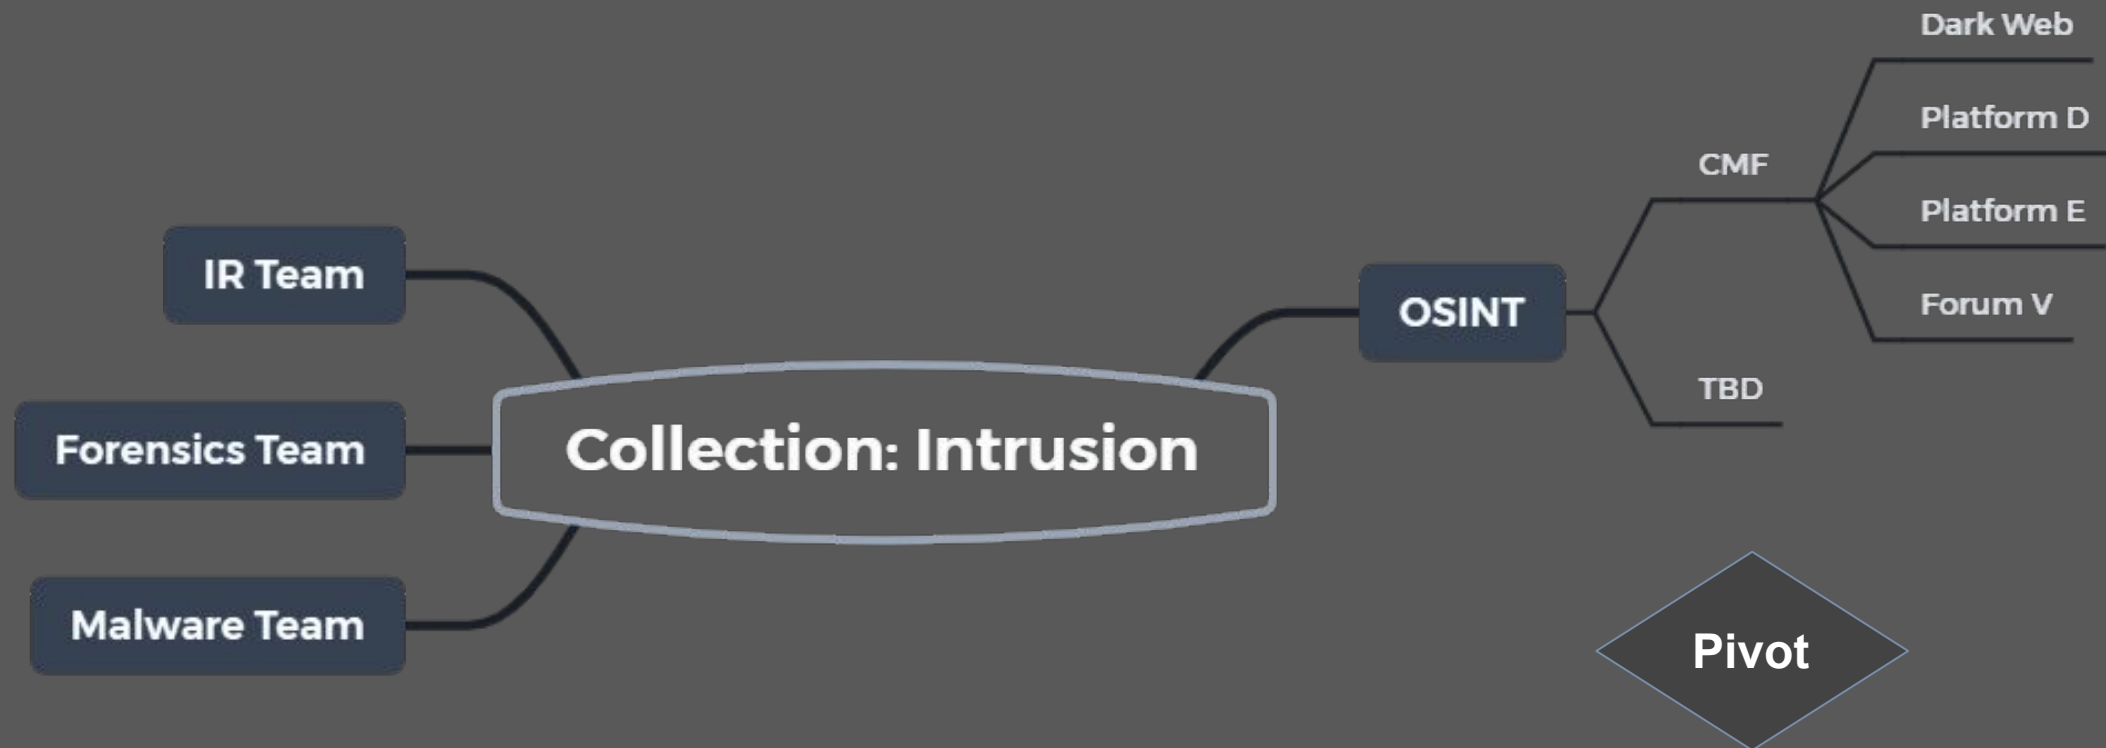 Dark Web
Platform D
CMF
Platform E
IR Team
Forum V
OSINT
TBD
Forensics Team
Collection: Intrusion
Malware Team
Pivot